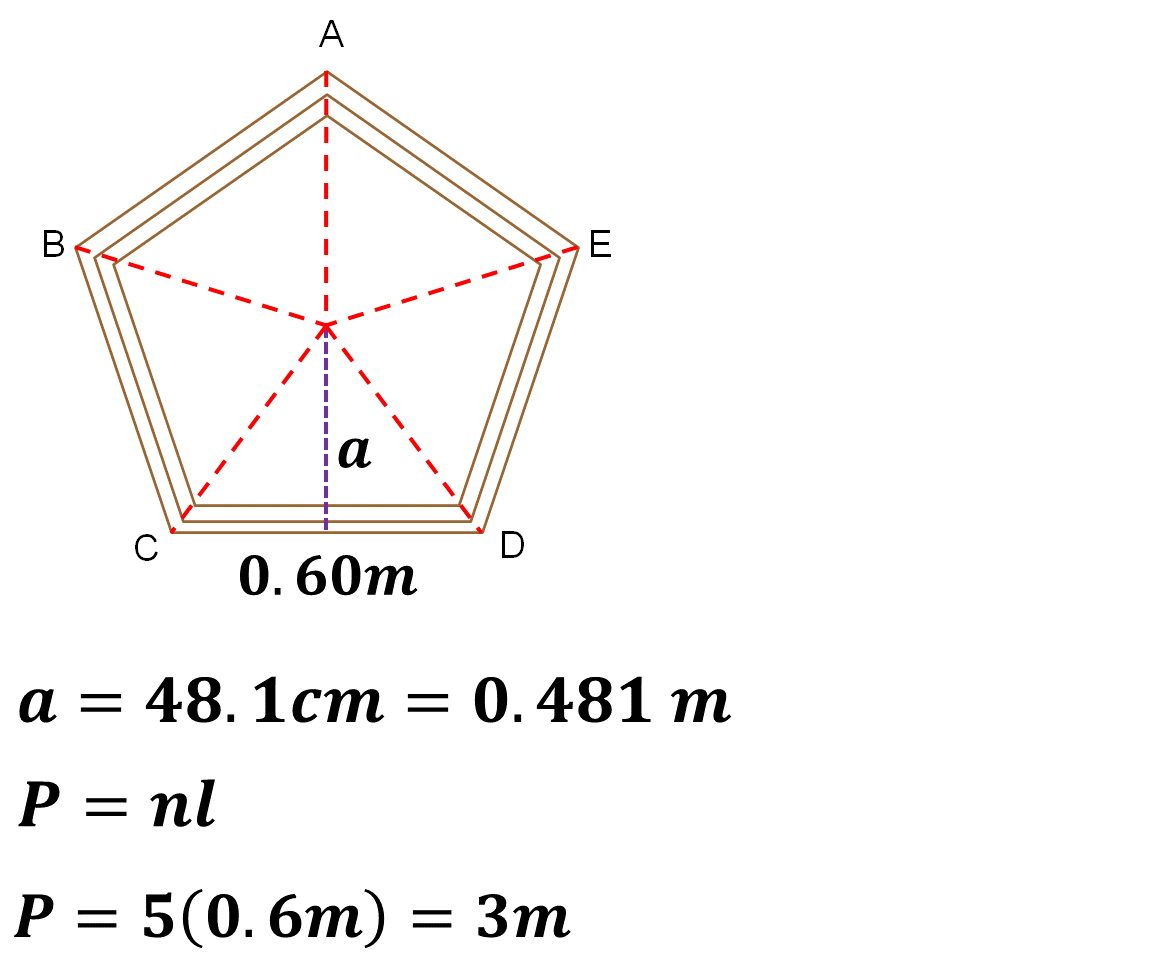 A
B E
a
C D
0.60m
a = 48.1cm = 0.481 m
P = nl
P = 5(0.6m) = 3m